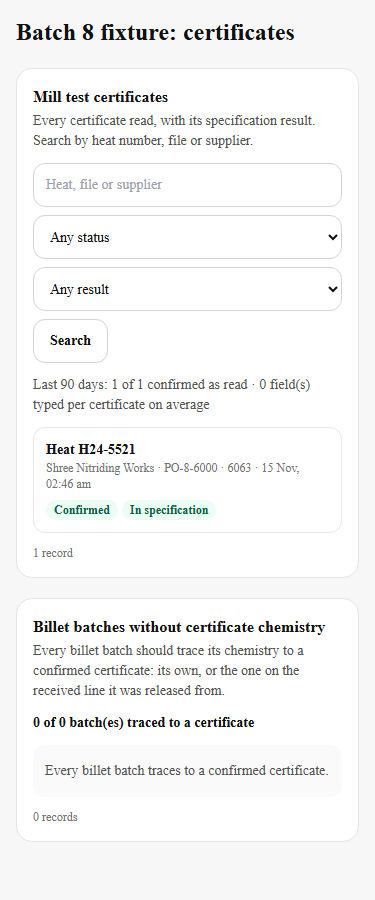 Batch 8 fixture: certificates
Mill test certificates
Every certificate read, with its specification result.
Search by heat number, file or supplier.
Heat, file or supplier
Any status
Any result
Search
Last 90 days: 1 of 1 confirmed as read · 0 field(s)
typed per certificate on average
Heat H24-5521
Shree Nitriding Works · PO-8-6000 · 6063 · 15 Nov,
02:46 am
Confirmed In specification
1 record
Billet batches without certificate chemistry
Every billet batch should trace its chemistry to a
confirmed certificate: its own, or the one on the
received line it was released from.
0 of 0 batch(es) traced to a certificate
Every billet batch traces to a confirmed certificate.
0 records